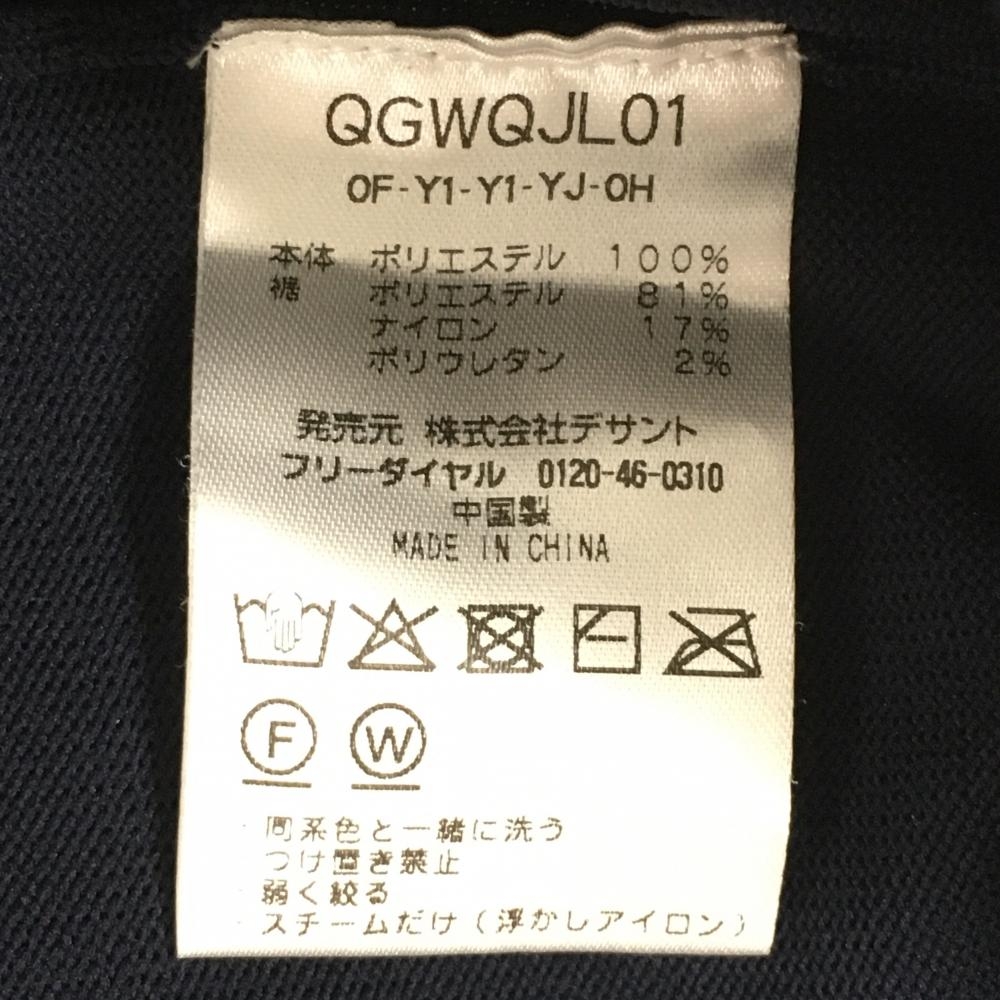 QGWQJL01
0F-Y1-Y1-YJ-0H
本体 ポリエステル 100%
裾 ポリエステル 81%
ナイロン 17%
ポリウレタン 2%
発売元 株式会社デサント
フリーダイヤル 0120-46-0310
中国製
MADE IN CHINA
F W
・同系色と一緒に洗う
・つけ置き禁止
・弱く絞る
・スチームだけ(浮かしアイロン)